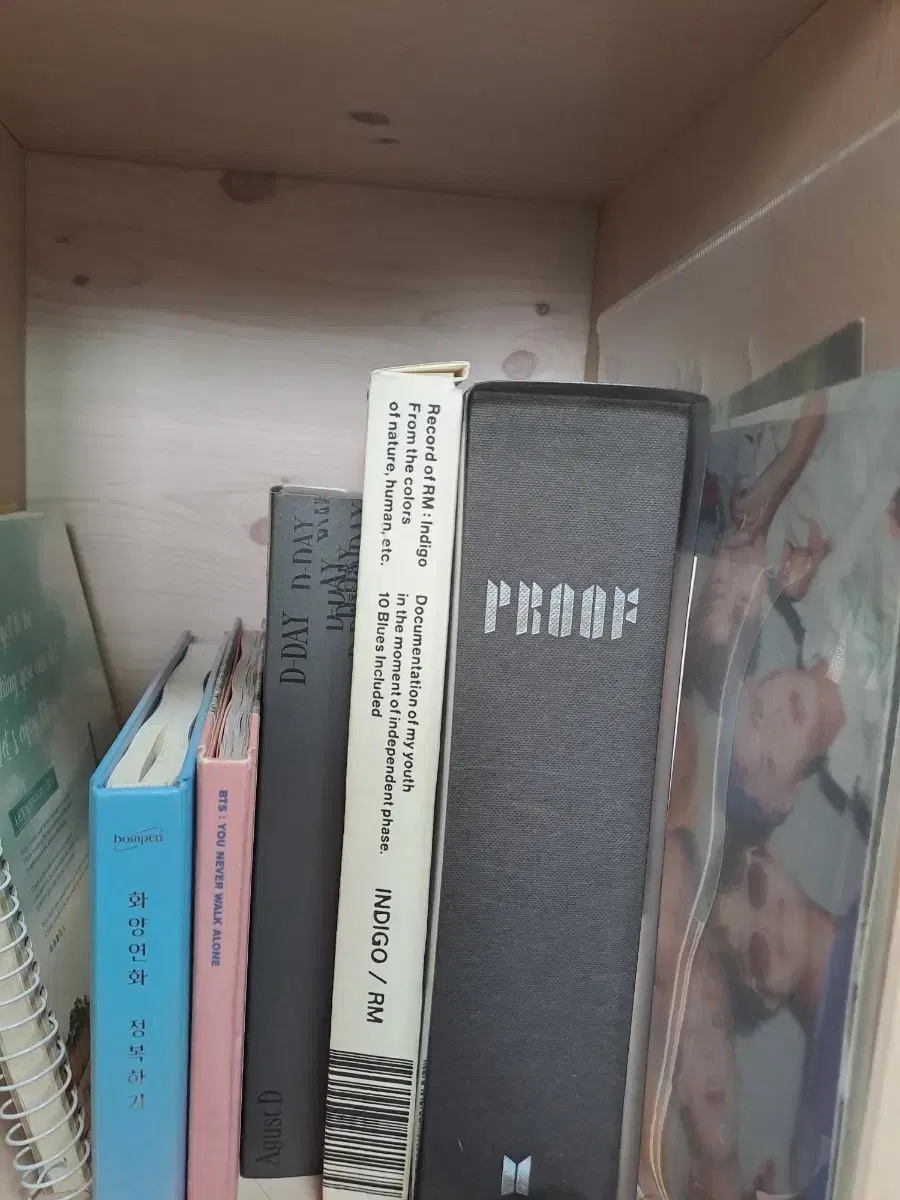 bompen
화양연화 정복하기
BTS : YOU NEVER WALK ALONE
D-DAY D-DAY
Agust D
Record of RM : Indigo
From the colors
of nature, human, etc.
Documentation of my youth
in the moment of independent phase.
10 Blues Included
INDIGO / RM
PROOF